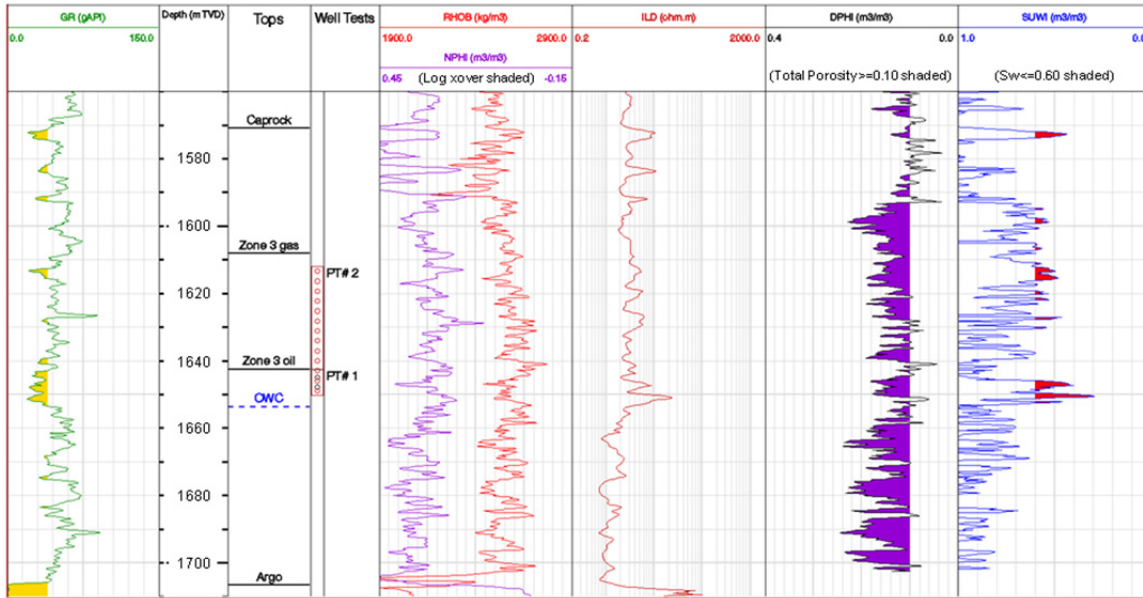 GR (gAPI)
0.0 150.0
Depth (m TVD)
Tops
Well Tests
RHOB (kg/m3)
1900.0 2900.0
NPHI (m3/m3)
0.45 (Log xover shaded) -0.15
ILD (ohm.m)
0.2 2000.0
DPHI (m3/m3)
0.4 0.0
(Total Porosity>=0.10 shaded)
SUWI (m3/m3)
1.0 0.0
(Sw<=0.60 shaded)
Caprock
1580
1600
Zone 3 gas
PT# 2
1620
1640
Zone 3 oil
PT# 1
OWC
1660
1680
1700
Argo